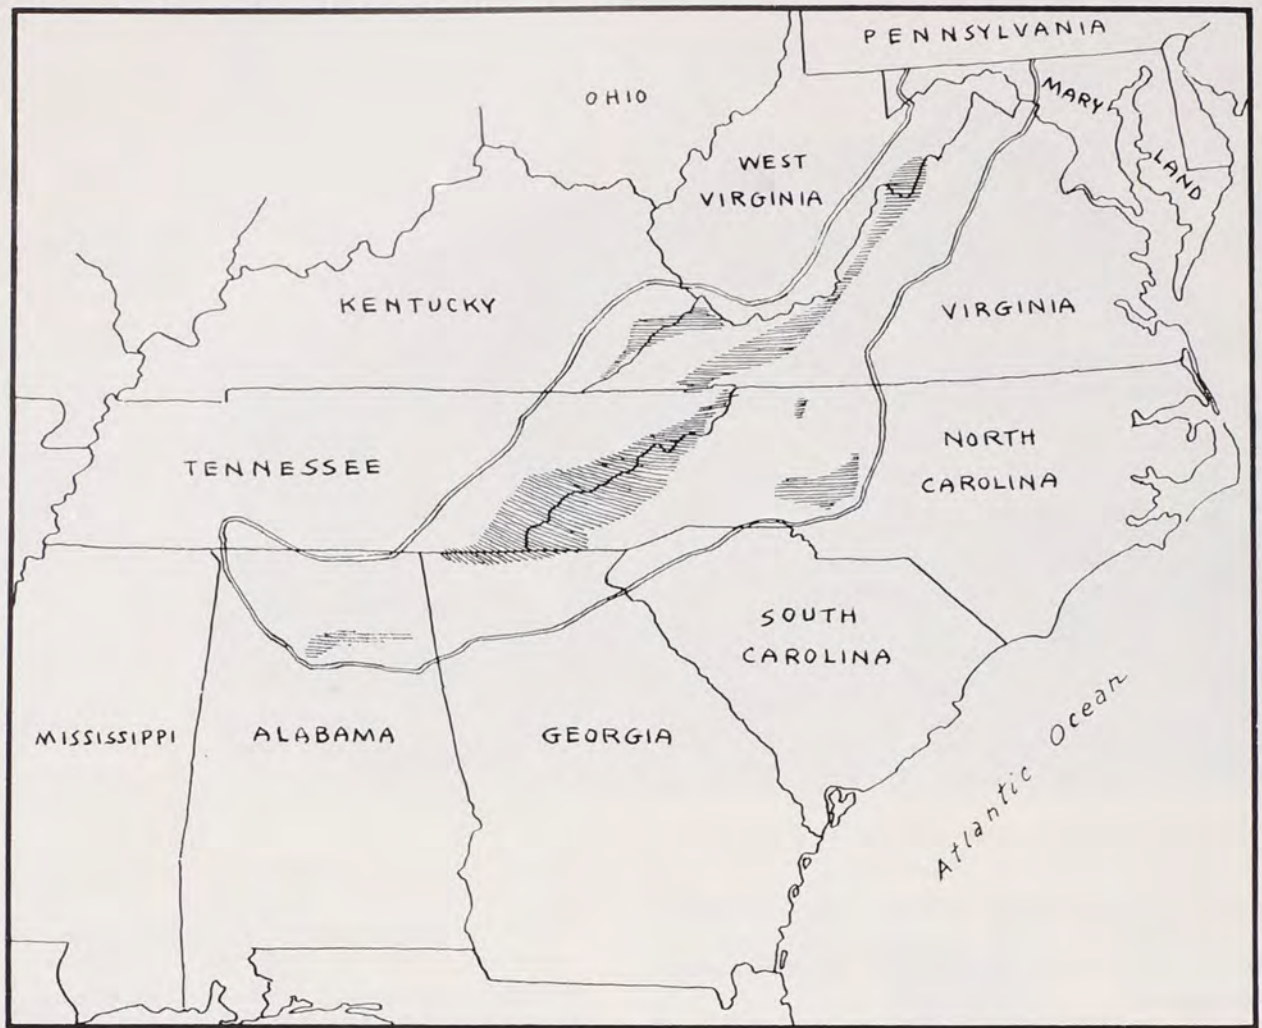 PENNSYLVANIA
OHIO
MARY
LAND
WEST
VIRGINIA
KENTUCKY
VIRGINIA
TENNESSEE
NORTH
CAROLINA
SOUTH
CAROLINA
MISSISSIPPI
ALABAMA
GEORGIA
Atlantic Ocean